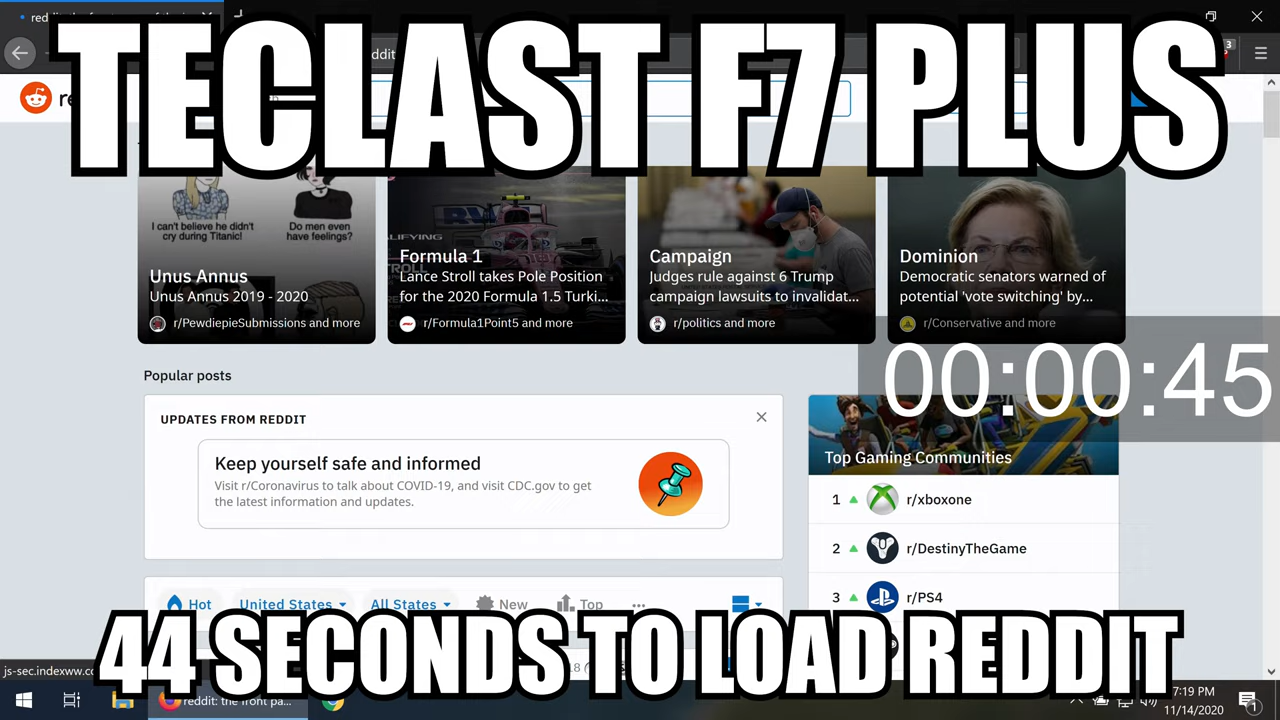 TECLAST F7 PLUS
I can't believe he didn't
cry during Titanic!
Do men even
have feelings?
Unus Annus
Unus Annus 2019 - 2020
r/PewdiepieSubmissions and more
Formula 1
Lance Stroll takes Pole Position
for the 2020 Formula 1.5 Turki...
r/Formula1Point5 and more
Campaign
Judges rule against 6 Trump
campaign lawsuits to invalidat...
r/politics and more
Dominion
Democratic senators warned of
potential 'vote switching' by...
r/Conservative and more
00:00:45
Popular posts
UPDATES FROM REDDIT
Keep yourself safe and informed
Visit r/Coronavirus to talk about COVID-19, and visit CDC.gov to get
the latest information and updates.
Top Gaming Communities
1 r/xboxone
2 r/DestinyTheGame
3 r/PS4
Hot United States All States New Top ...
44 SECONDS TO LOAD REDDIT
js-sec.indexww.co
reddit: the front pa...
7:19 PM
11/14/2020